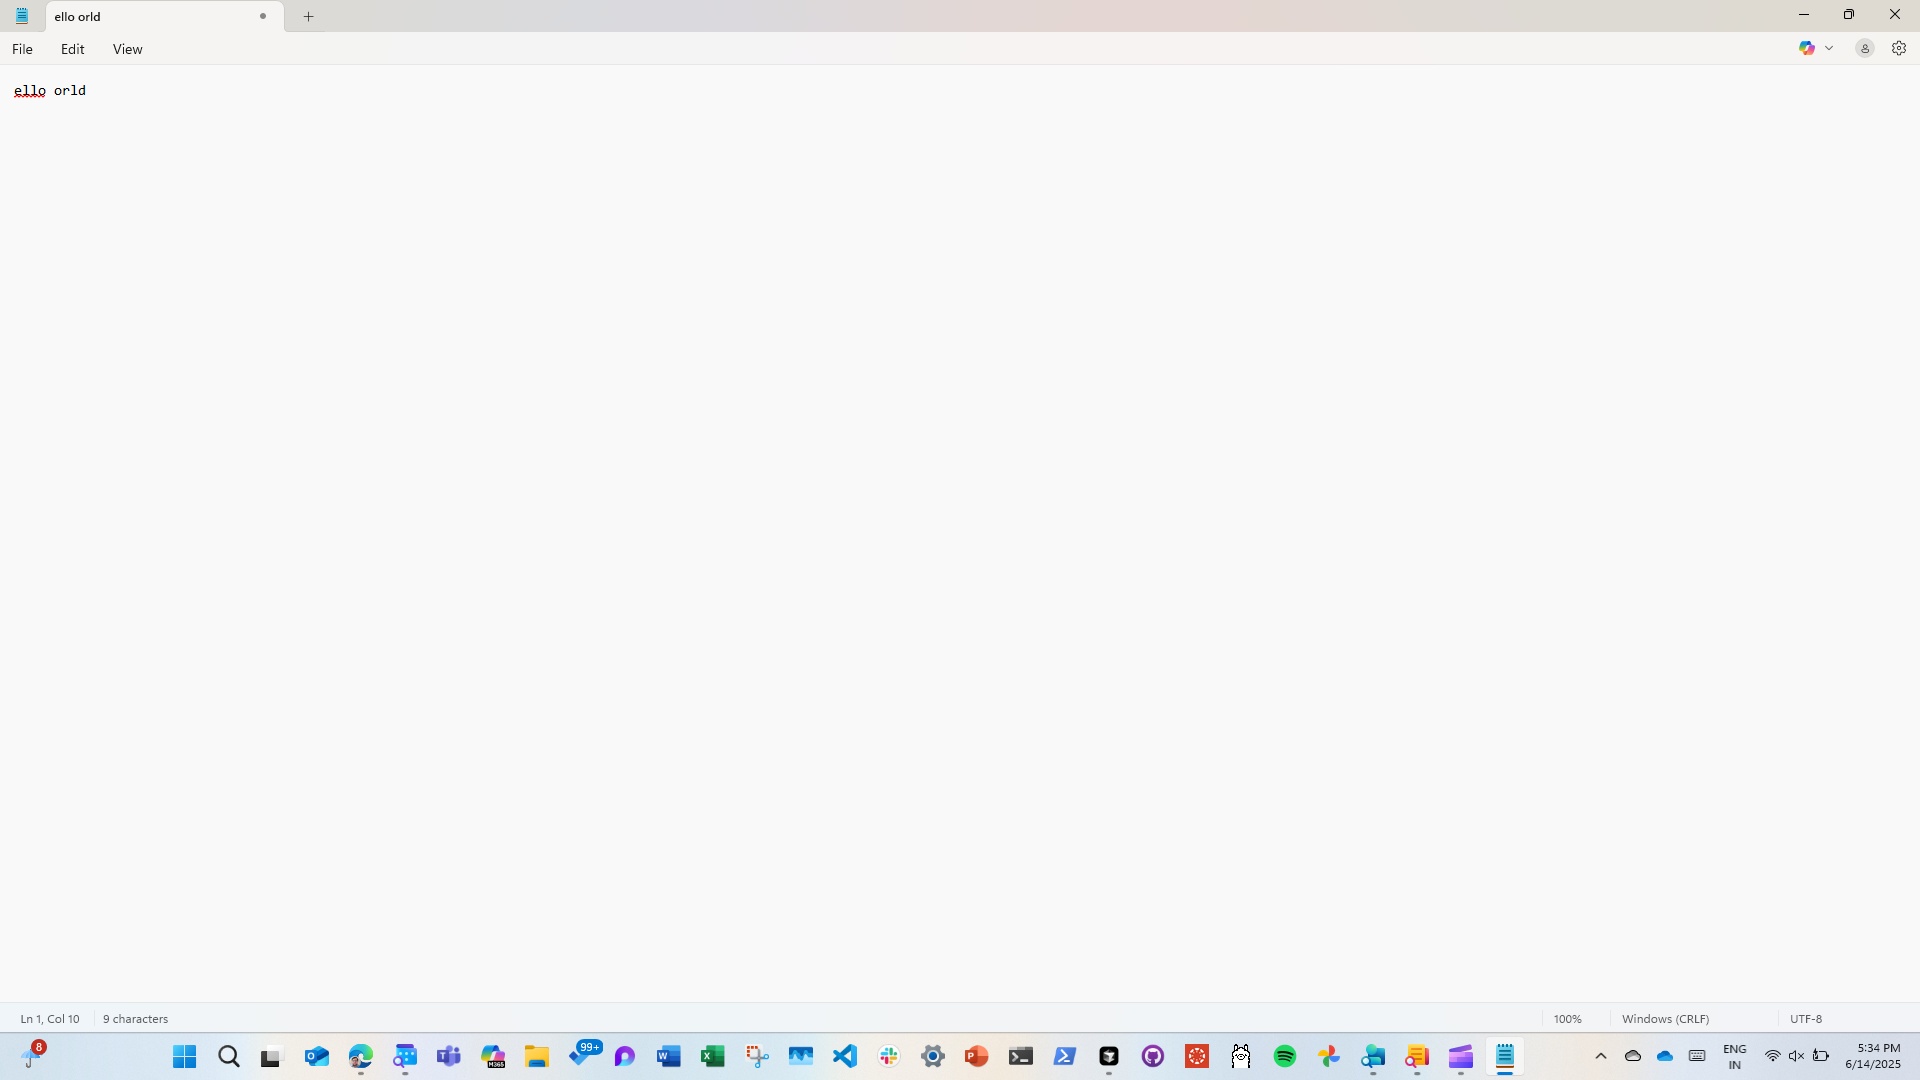 ello orld
File Edit View
ello orld
Ln 1, Col 10 9 characters 100% Windows (CRLF) UTF-8
8 O T M365 99+ W X P ENG 5:34 PM
IN 6/14/2025